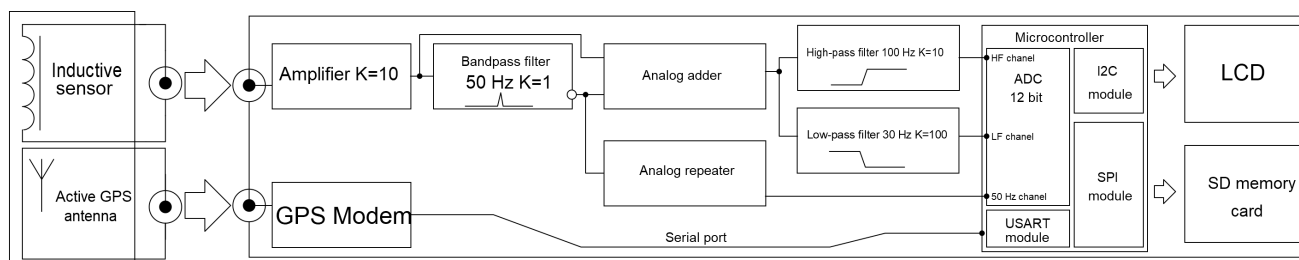 Inductive
sensor
Active GPS
antenna
Amplifier K=10
Bandpass filter
50 Hz K=1
GPS Modem
Analog adder
Analog repeater
Serial port
High-pass filter 100 Hz K=10
Low-pass filter 30 Hz K=100
Microcontroller
HF chanel
ADC
12 bit
LF chanel
50 Hz channel
USART
module
I2C
module
SPI
module
LCD
SD memory
card